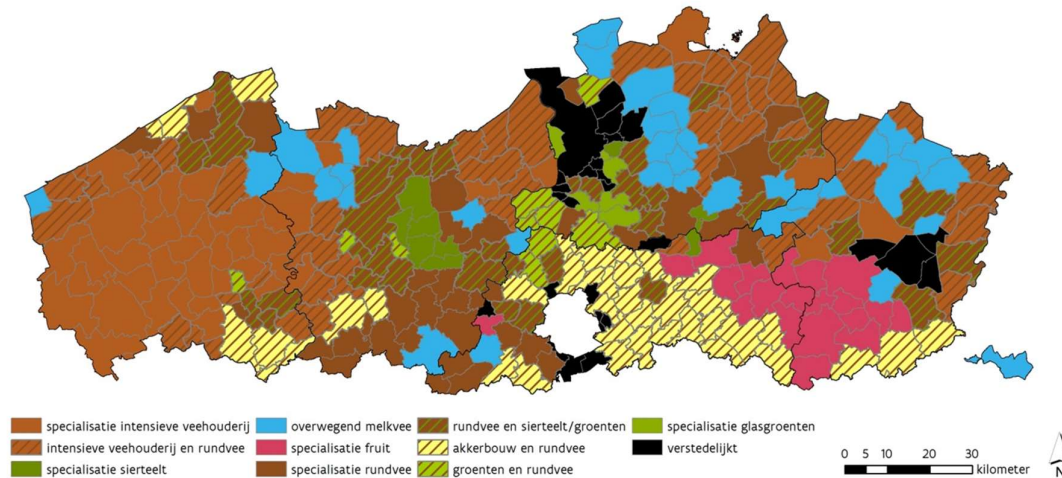 specialisatie intensieve veehouderij
intensieve veehouderij en rundvee
specialisatie sierteelt
overwegend melkvee
specialisatie fruit
specialisatie rundvee
rundvee en sierteelt/groenten
akkerbouw en rundvee
groenten en rundvee
specialisatie glasgroenten
verstedelijkt
0 5 10 20 30
kilometer
N